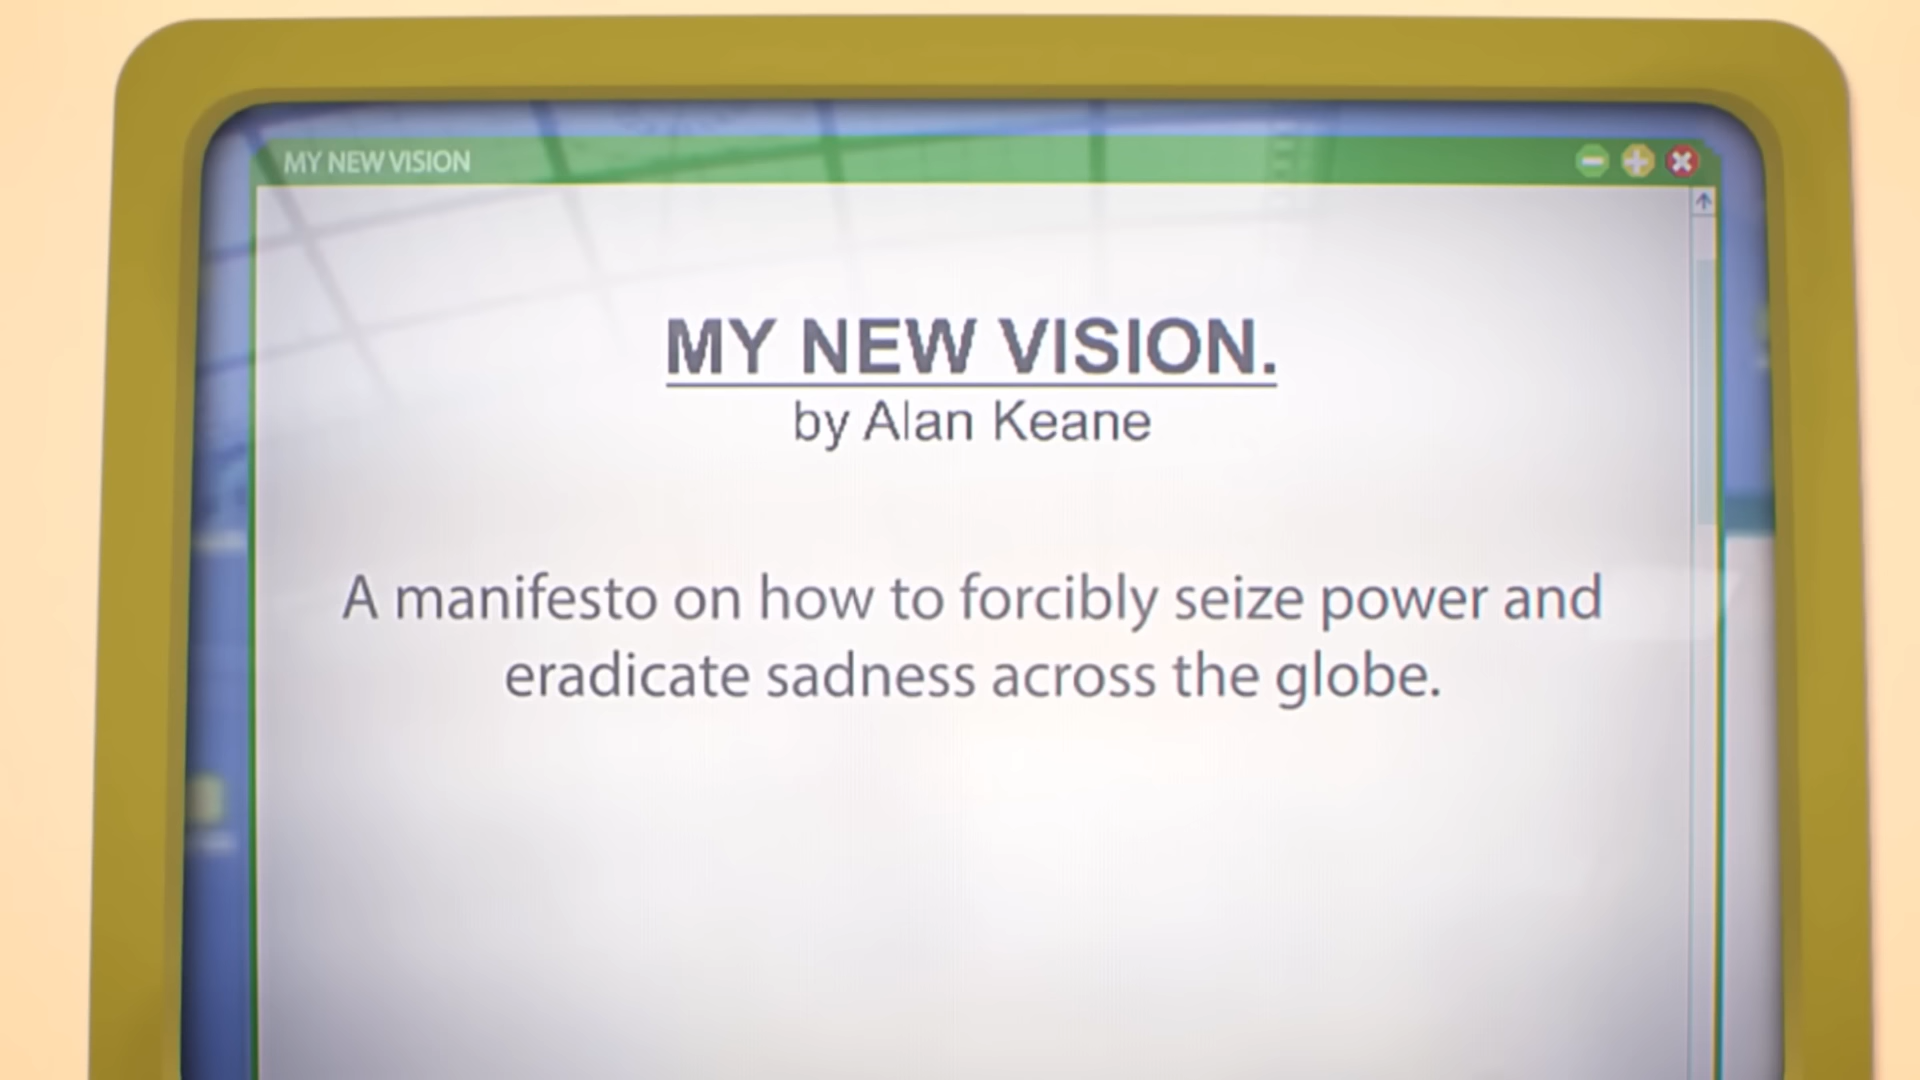 MY NEW VISION
MY NEW VISION.
by Alan Keane
A manifesto on how to forcibly seize power and
eradicate sadness across the globe.